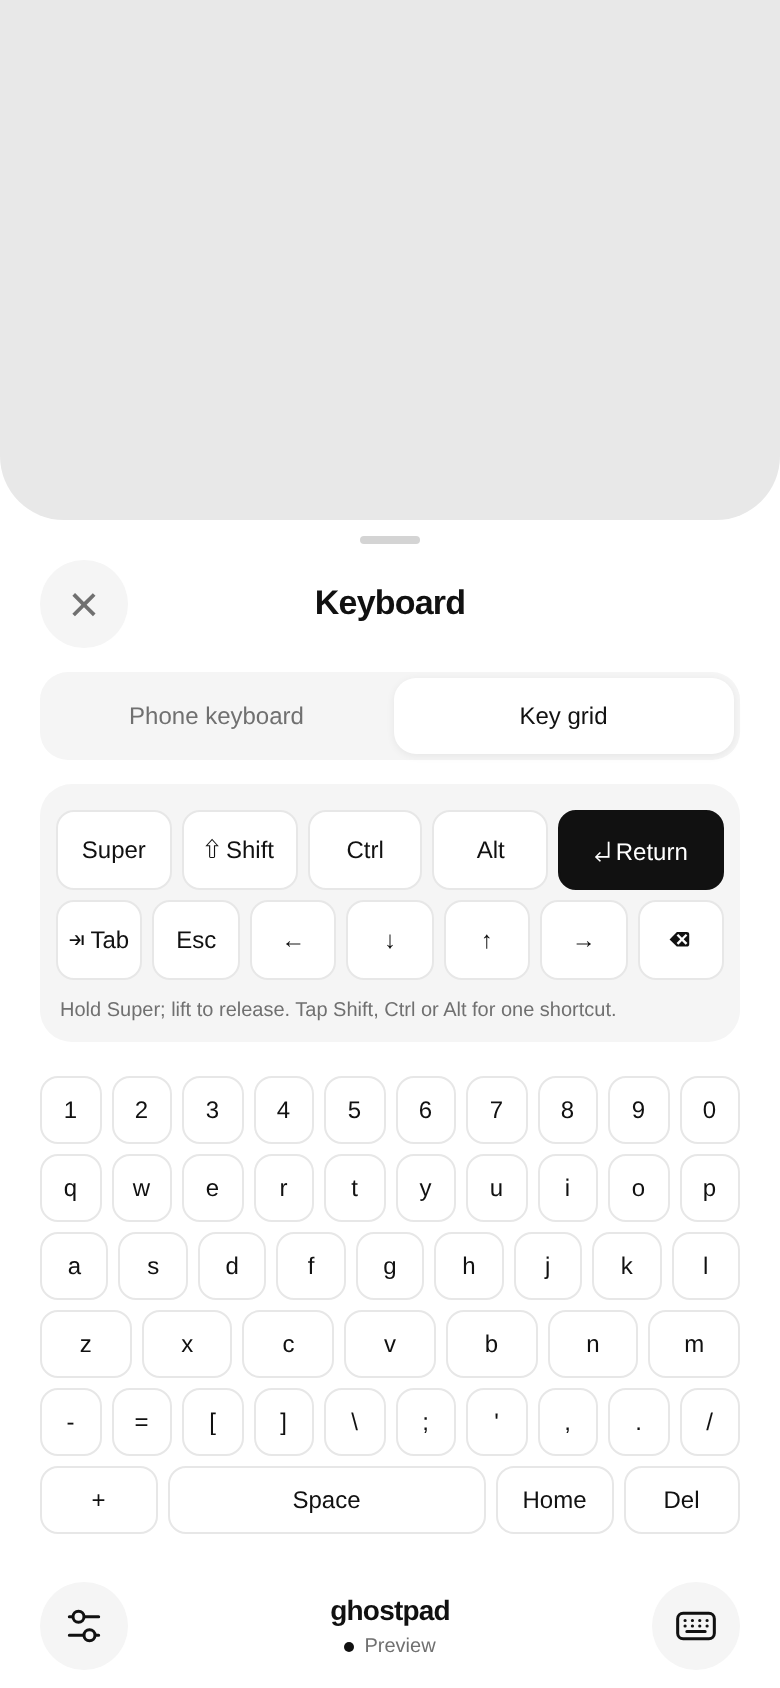 Keyboard
Phone keyboard Key grid
Super ⇧ Shift Ctrl Alt ↵ Return
⇥ Tab Esc ← ↓ ↑ → ⌫
Hold Super; lift to release. Tap Shift, Ctrl or Alt for one shortcut.
1 2 3 4 5 6 7 8 9 0
q w e r t y u i o p
a s d f g h j k l
z x c v b n m
- = [ ] \ ; ' , . /
+ Space Home Del
ghostpad
Preview